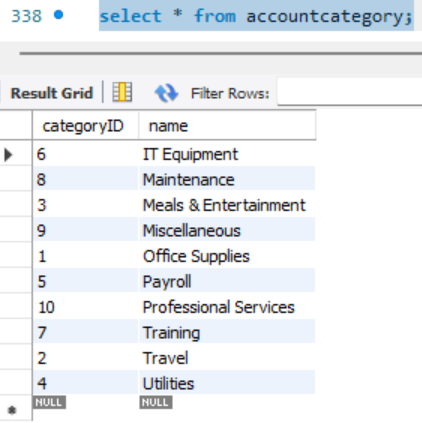 338 select * from accountcategory;
Result Grid Filter Rows:
categoryID name
6 IT Equipment
8 Maintenance
3 Meals & Entertainment
9 Miscellaneous
1 Office Supplies
5 Payroll
10 Professional Services
7 Training
2 Travel
4 Utilities
NULL NULL